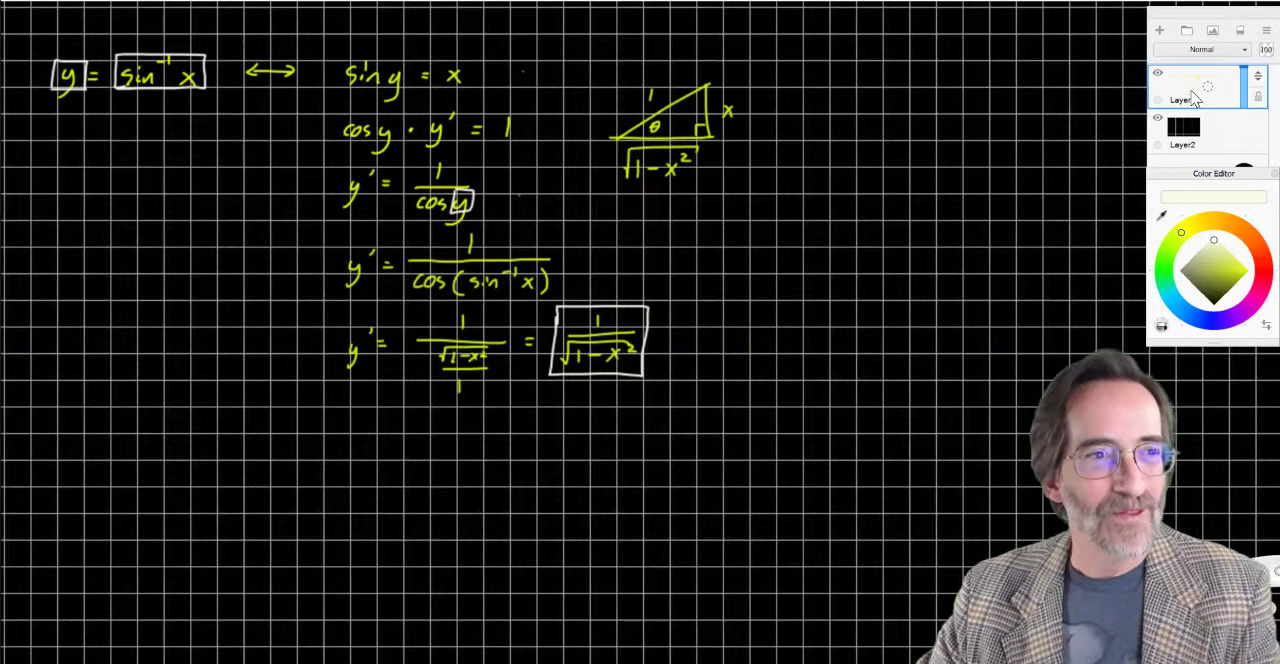 y = sin⁻¹ x ↔ sin y = x
cos y · y' = 1
y' = 1/cos y
y' = 1/cos(sin⁻¹x)
y' = 1/(√(1-x²)/1) = 1/√(1-x²)
1
θ
x
√(1-x²)
Normal
100
Layer
Layer2
Color Editor